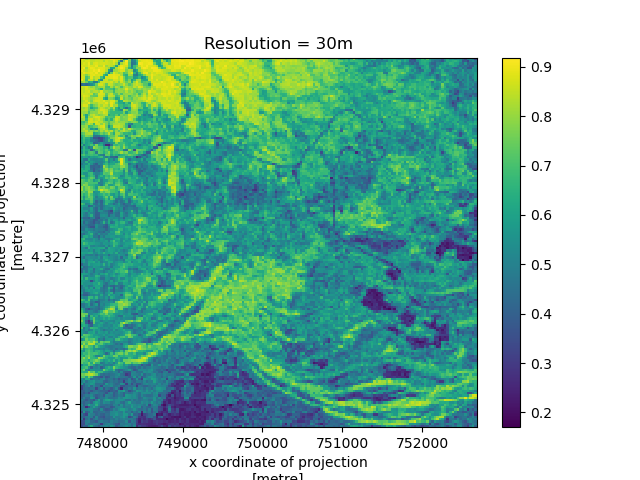 Resolution = 30m
1e6
4.329
4.328
4.327
4.326
4.325
748000 749000 750000 751000 752000
x coordinate of projection
[metre]
y coordinate of projection
[metre]
0.9
0.8
0.7
0.6
0.5
0.4
0.3
0.2